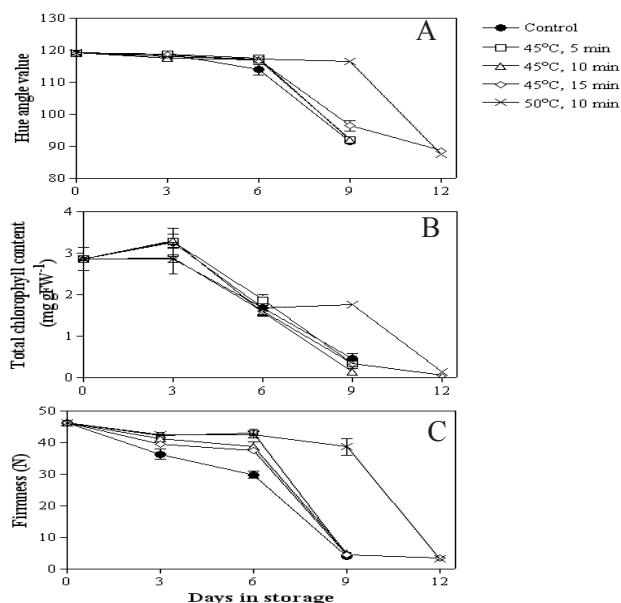 130
120
110
100
90
80
Hue angle value
A
0 3 6 9 12
Control
45°C, 5 min
45°C, 10 min
45°C, 15 min
50°C, 10 min
4
3
2
1
0
Total chlorophyll content
(mg gFW⁻¹)
B
0 3 6 9 12
50
40
30
20
10
0
Firmness (N)
C
0 3 6 9 12
Days in storage